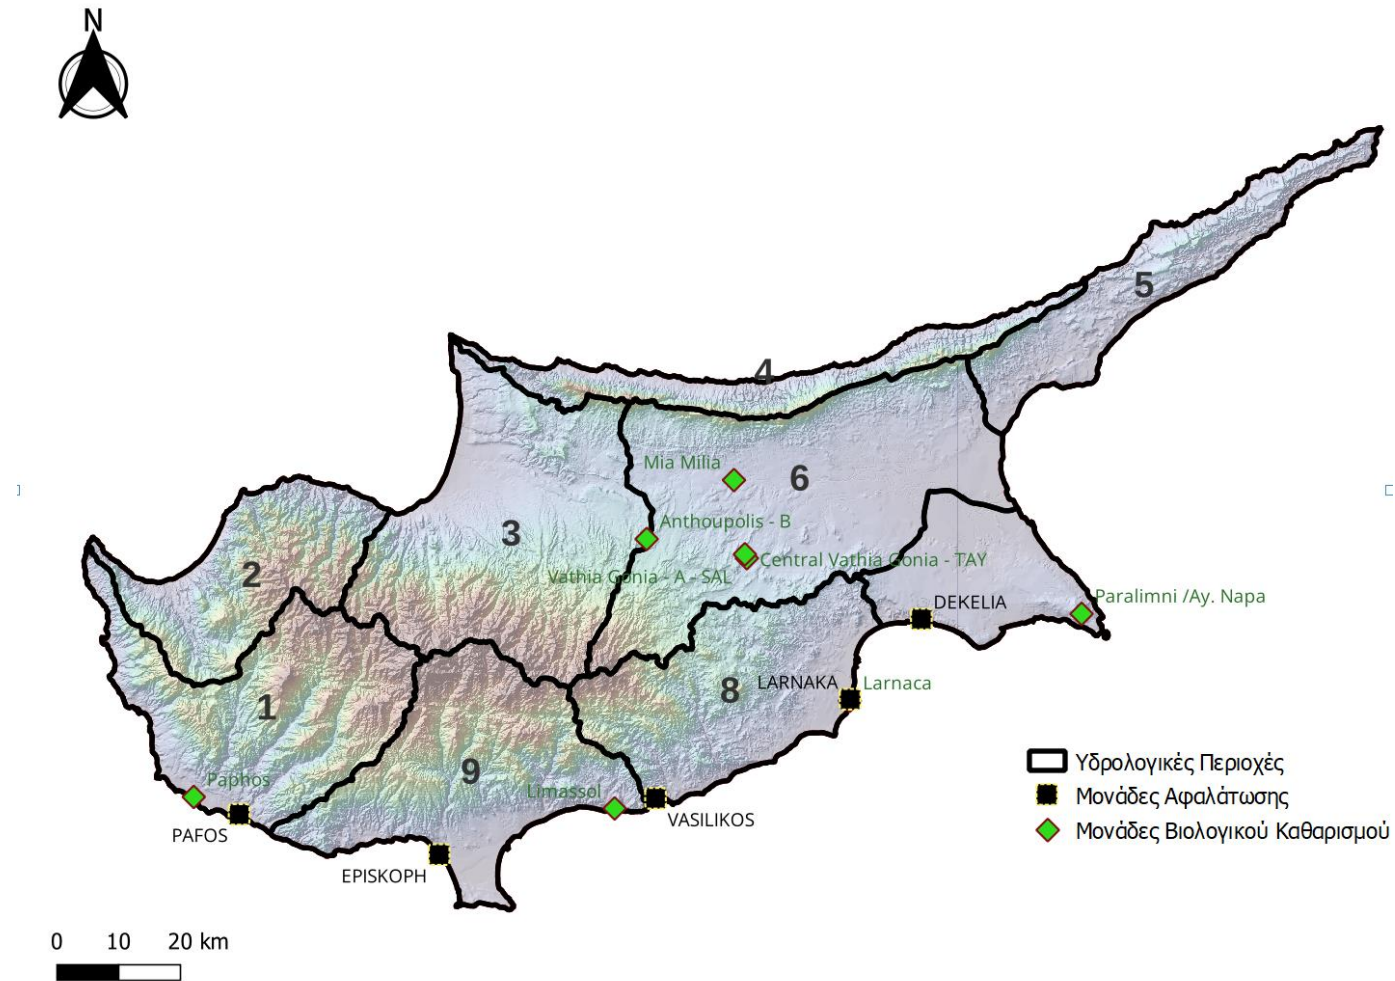 N
5
4
Mia Milia
6
Anthoupolis - B
3
Central Vathia Gonia - TAY
Vathia Gonia - A - SAL
2
Paralimni /Ay. Napa
DEKELIA
LARNAKA
Larnaca
8
1
9
Paphos
Limassol
PAFOS
VASILIKOS
EPISKOPH
Υδρολογικές Περιοχές
Μονάδες Αφαλάτωσης
Μονάδες Βιολογικού Καθαρισμού
0 10 20 km